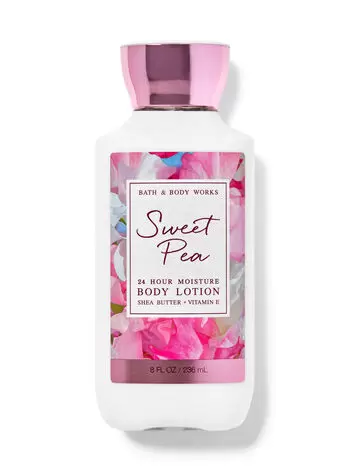 BATH & BODY WORKS
Sweet
Pea
24 HOUR MOISTURE
BODY LOTION
SHEA BUTTER + VITAMIN E
8 FL OZ / 236 mL